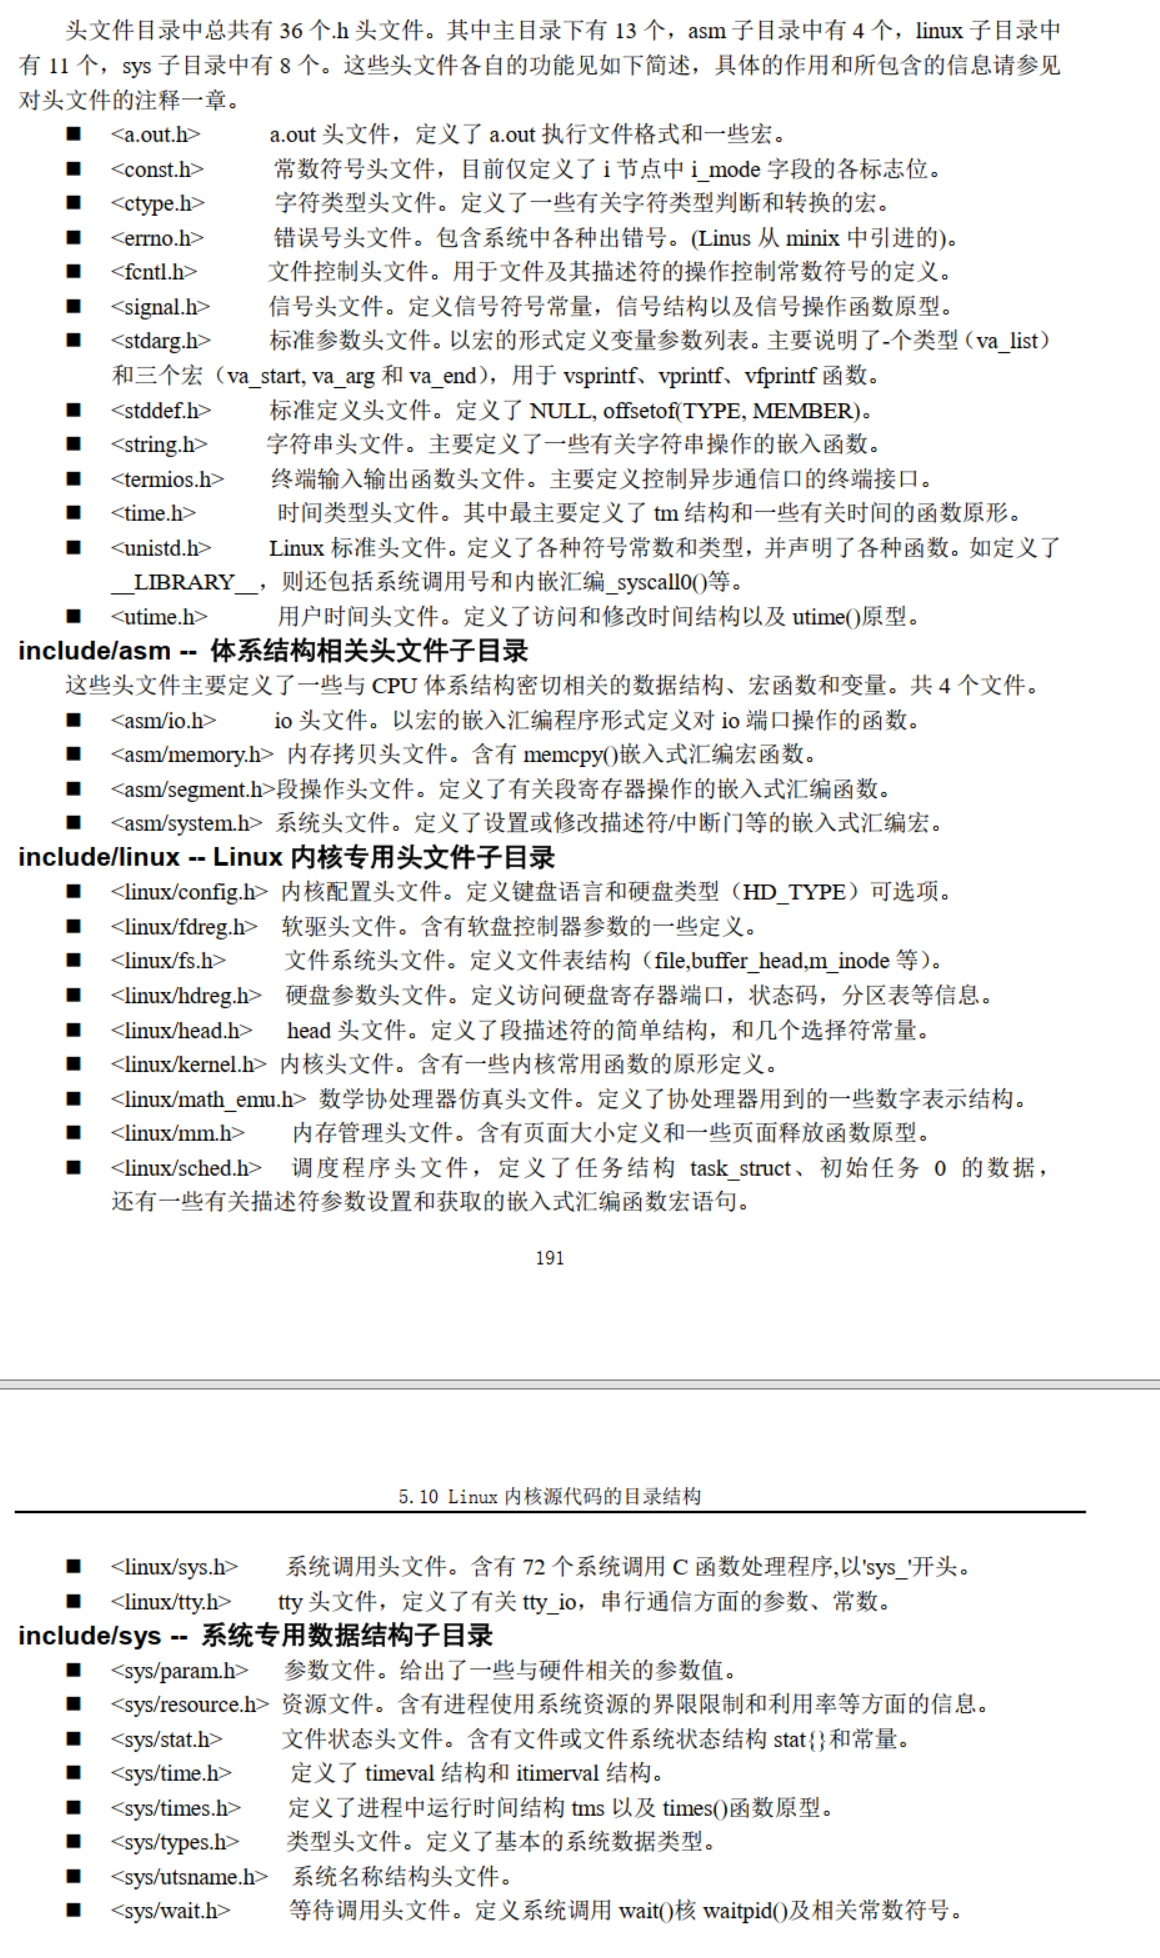 头文件目录中总共有 36 个.h 头文件。其中主目录下有 13 个，asm 子目录中有 4 个，linux 子目录中
有 11 个，sys 子目录中有 8 个。这些头文件各自的功能见如下简述，具体的作用和所包含的信息请参见
对头文件的注释一章。
■ <a.out.h> a.out 头文件，定义了 a.out 执行文件格式和一些宏。
■ <const.h> 常数符号头文件，目前仅定义了 i 节点中 i_mode 字段的各标志位。
■ <ctype.h> 字符类型头文件。定义了一些有关字符类型判断和转换的宏。
■ <errno.h> 错误号头文件。包含系统中各种出错号。(Linus 从 minix 中引进的)。
■ <fcntl.h> 文件控制头文件。用于文件及其描述符的操作控制常数符号的定义。
■ <signal.h> 信号头文件。定义信号符号常量，信号结构以及信号操作函数原型。
■ <stdarg.h> 标准参数头文件。以宏的形式定义变量参数列表。主要说明了-个类型（va_list）
和三个宏（va_start, va_arg 和 va_end），用于 vsprintf、vprintf、vfprintf 函数。
■ <stddef.h> 标准定义头文件。定义了 NULL, offsetof(TYPE, MEMBER)。
■ <string.h> 字符串头文件。主要定义了一些有关字符串操作的嵌入函数。
■ <termios.h> 终端输入输出函数头文件。主要定义控制异步通信口的终端接口。
■ <time.h> 时间类型头文件。其中最主要定义了 tm 结构和一些有关时间的函数原形。
■ <unistd.h> Linux 标准头文件。定义了各种符号常数和类型，并声明了各种函数。如定义了
__LIBRARY__，则还包括系统调用号和内嵌汇编_syscall0()等。
■ <utime.h> 用户时间头文件。定义了访问和修改时间结构以及 utime()原型。
include/asm -- 体系结构相关头文件子目录
这些头文件主要定义了一些与 CPU 体系结构密切相关的数据结构、宏函数和变量。共 4 个文件。
■ <asm/io.h> io 头文件。以宏的嵌入汇编程序形式定义对 io 端口操作的函数。
■ <asm/memory.h> 内存拷贝头文件。含有 memcpy()嵌入式汇编宏函数。
■ <asm/segment.h>段操作头文件。定义了有关段寄存器操作的嵌入式汇编函数。
■ <asm/system.h> 系统头文件。定义了设置或修改描述符/中断门等的嵌入式汇编宏。
include/linux -- Linux 内核专用头文件子目录
■ <linux/config.h> 内核配置头文件。定义键盘语言和硬盘类型（HD_TYPE）可选项。
■ <linux/fdreg.h> 软驱头文件。含有软盘控制器参数的一些定义。
■ <linux/fs.h> 文件系统头文件。定义文件表结构（file,buffer_head,m_inode 等）。
■ <linux/hdreg.h> 硬盘参数头文件。定义访问硬盘寄存器端口，状态码，分区表等信息。
■ <linux/head.h> head 头文件。定义了段描述符的简单结构，和几个选择符常量。
■ <linux/kernel.h> 内核头文件。含有一些内核常用函数的原形定义。
■ <linux/math_emu.h> 数学协处理器仿真头文件。定义了协处理器用到的一些数字表示结构。
■ <linux/mm.h> 内存管理头文件。含有页面大小定义和一些页面释放函数原型。
■ <linux/sched.h> 调度程序头文件，定义了任务结构 task_struct、初始任务 0 的数据，
还有一些有关描述符参数设置和获取的嵌入式汇编函数宏语句。
191
5.10 Linux 内核源代码的目录结构
■ <linux/sys.h> 系统调用头文件。含有 72 个系统调用 C 函数处理程序,以'sys_'开头。
■ <linux/tty.h> tty 头文件，定义了有关 tty_io，串行通信方面的参数、常数。
include/sys -- 系统专用数据结构子目录
■ <sys/param.h> 参数文件。给出了一些与硬件相关的参数值。
■ <sys/resource.h> 资源文件。含有进程使用系统资源的界限限制和利用率等方面的信息。
■ <sys/stat.h> 文件状态头文件。含有文件或文件系统状态结构 stat{}和常量。
■ <sys/time.h> 定义了 timeval 结构和 itimerval 结构。
■ <sys/times.h> 定义了进程中运行时间结构 tms 以及 times()函数原型。
■ <sys/types.h> 类型头文件。定义了基本的系统数据类型。
■ <sys/utsname.h> 系统名称结构头文件。
■ <sys/wait.h> 等待调用头文件。定义系统调用 wait()核 waitpid()及相关常数符号。